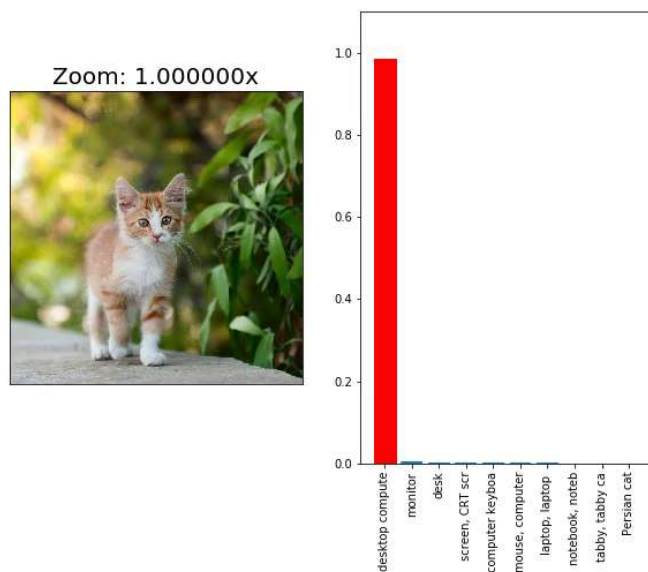 Zoom: 1.000000x
1.0
0.8
0.6
0.4
0.2
0.0
desktop compute
monitor
desk
screen, CRT scr
computer keyboa
mouse, computer
laptop, laptop
notebook, noteb
tabby, tabby ca
Persian cat